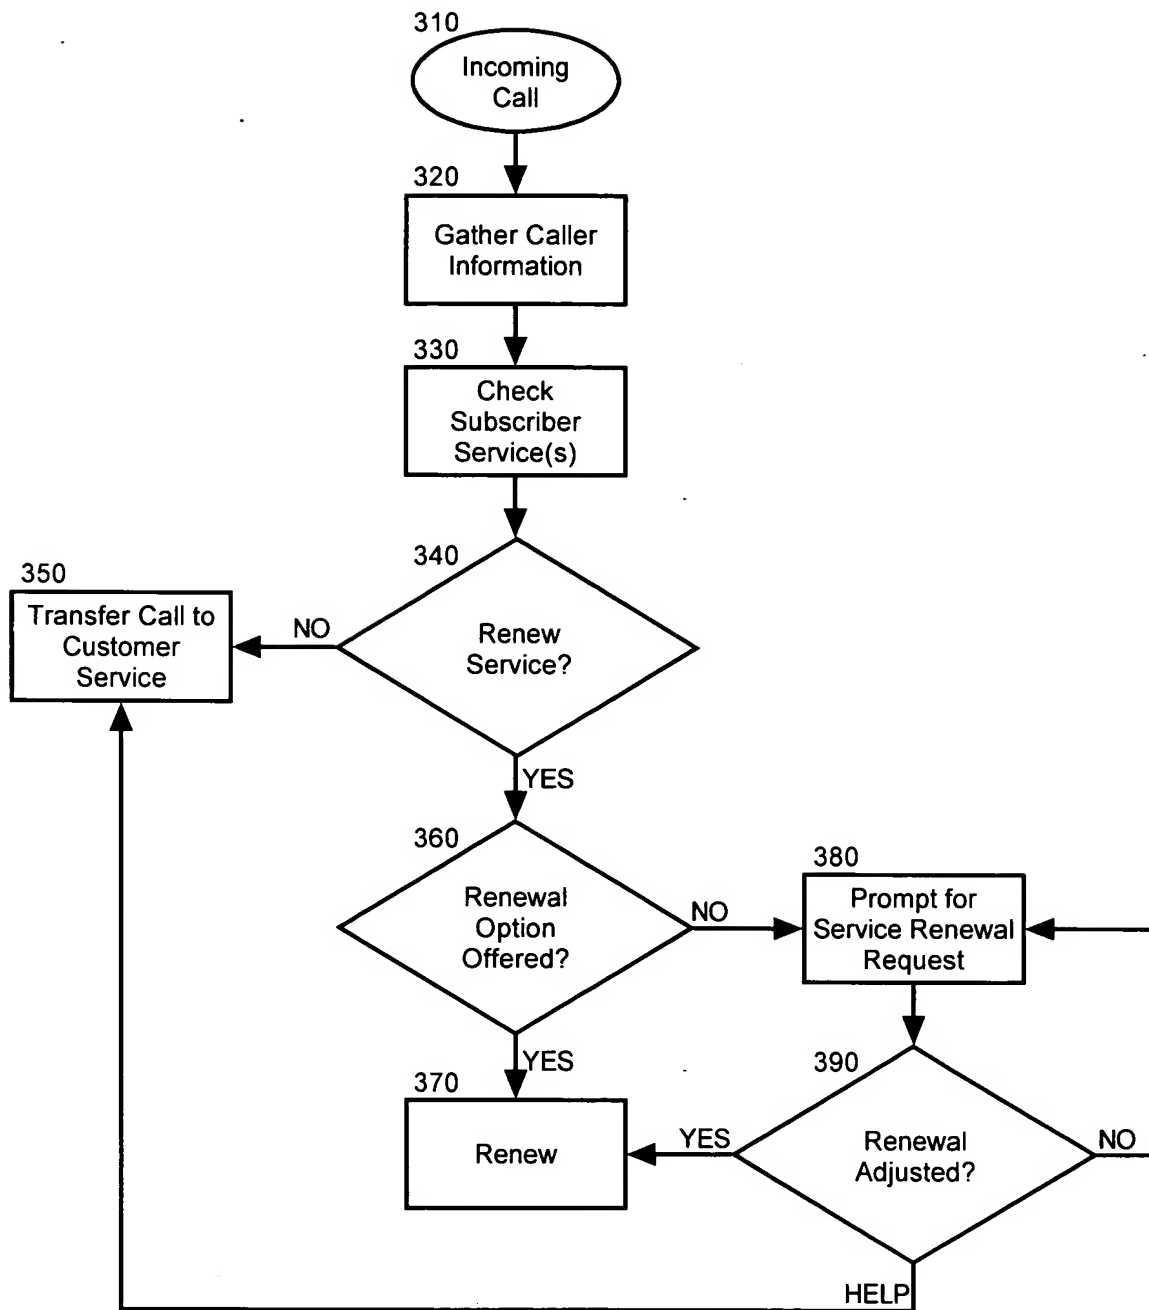 310
Incoming
Call
320
Gather Caller
Information
330
Check
Subscriber
Service(s)
340
Renew
Service?
NO
350
Transfer Call to
Customer
Service
YES
360
Renewal
Option
Offered?
NO
380
Prompt for
Service Renewal
Request
YES
370
Renew
YES
390
Renewal
Adjusted?
NO
HELP